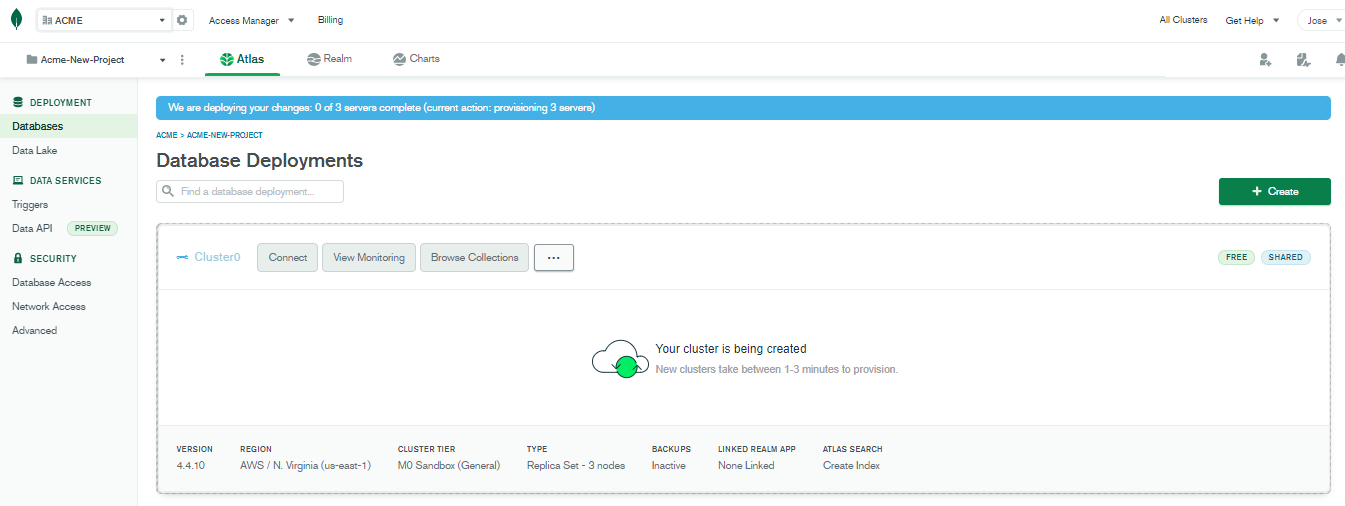 ACME
Access Manager
Billing
All Clusters
Get Help
Jose
Acme-New-Project
Atlas
Realm
Charts
DEPLOYMENT
Databases
Data Lake
DATA SERVICES
Triggers
Data API PREVIEW
SECURITY
Database Access
Network Access
Advanced
We are deploying your changes: 0 of 3 servers complete (current action: provisioning 3 servers)
ACME > ACME-NEW-PROJECT
Database Deployments
Find a database deployment...
+ Create
Cluster0
Connect
View Monitoring
Browse Collections
...
FREE
SHARED
Your cluster is being created
New clusters take between 1-3 minutes to provision.
VERSION
4.4.10
REGION
AWS / N. Virginia (us-east-1)
CLUSTER TIER
M0 Sandbox (General)
TYPE
Replica Set - 3 nodes
BACKUPS
Inactive
LINKED REALM APP
None Linked
ATLAS SEARCH
Create Index